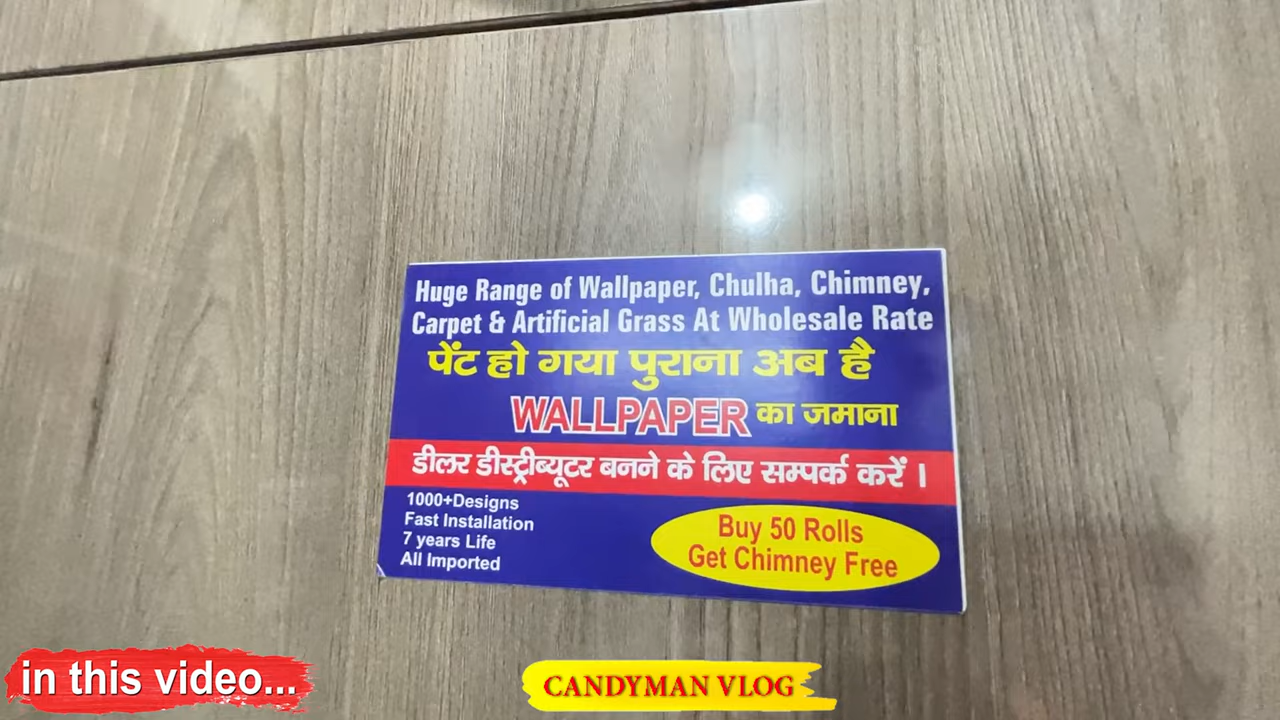 Huge Range of Wallpaper, Chulha, Chimney,
Carpet & Artificial Grass At Wholesale Rate
पेंट हो गया पुराना अब है
WALLPAPER का जमाना
डीलर डीस्ट्रीब्यूटर बनने के लिए सम्पर्क करें ।
1000+Designs
Fast Installation
7 years Life
All Imported
Buy 50 Rolls
Get Chimney Free
in this video...
CANDYMAN VLOG